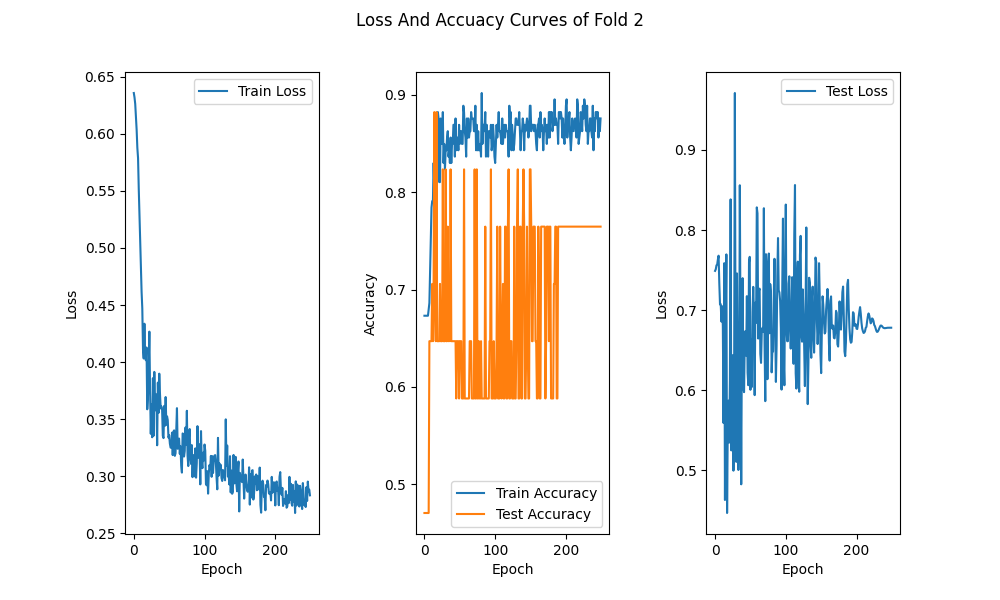 Loss And Accuacy Curves of Fold 2
Loss
0.65
0.60
0.55
0.50
0.45
0.40
0.35
0.30
0.25
0
100
200
Epoch
Train Loss
Accuracy
0.9
0.8
0.7
0.6
0.5
0
100
200
Epoch
Train Accuracy
Test Accuracy
Loss
0.9
0.8
0.7
0.6
0.5
0
100
200
Epoch
Test Loss